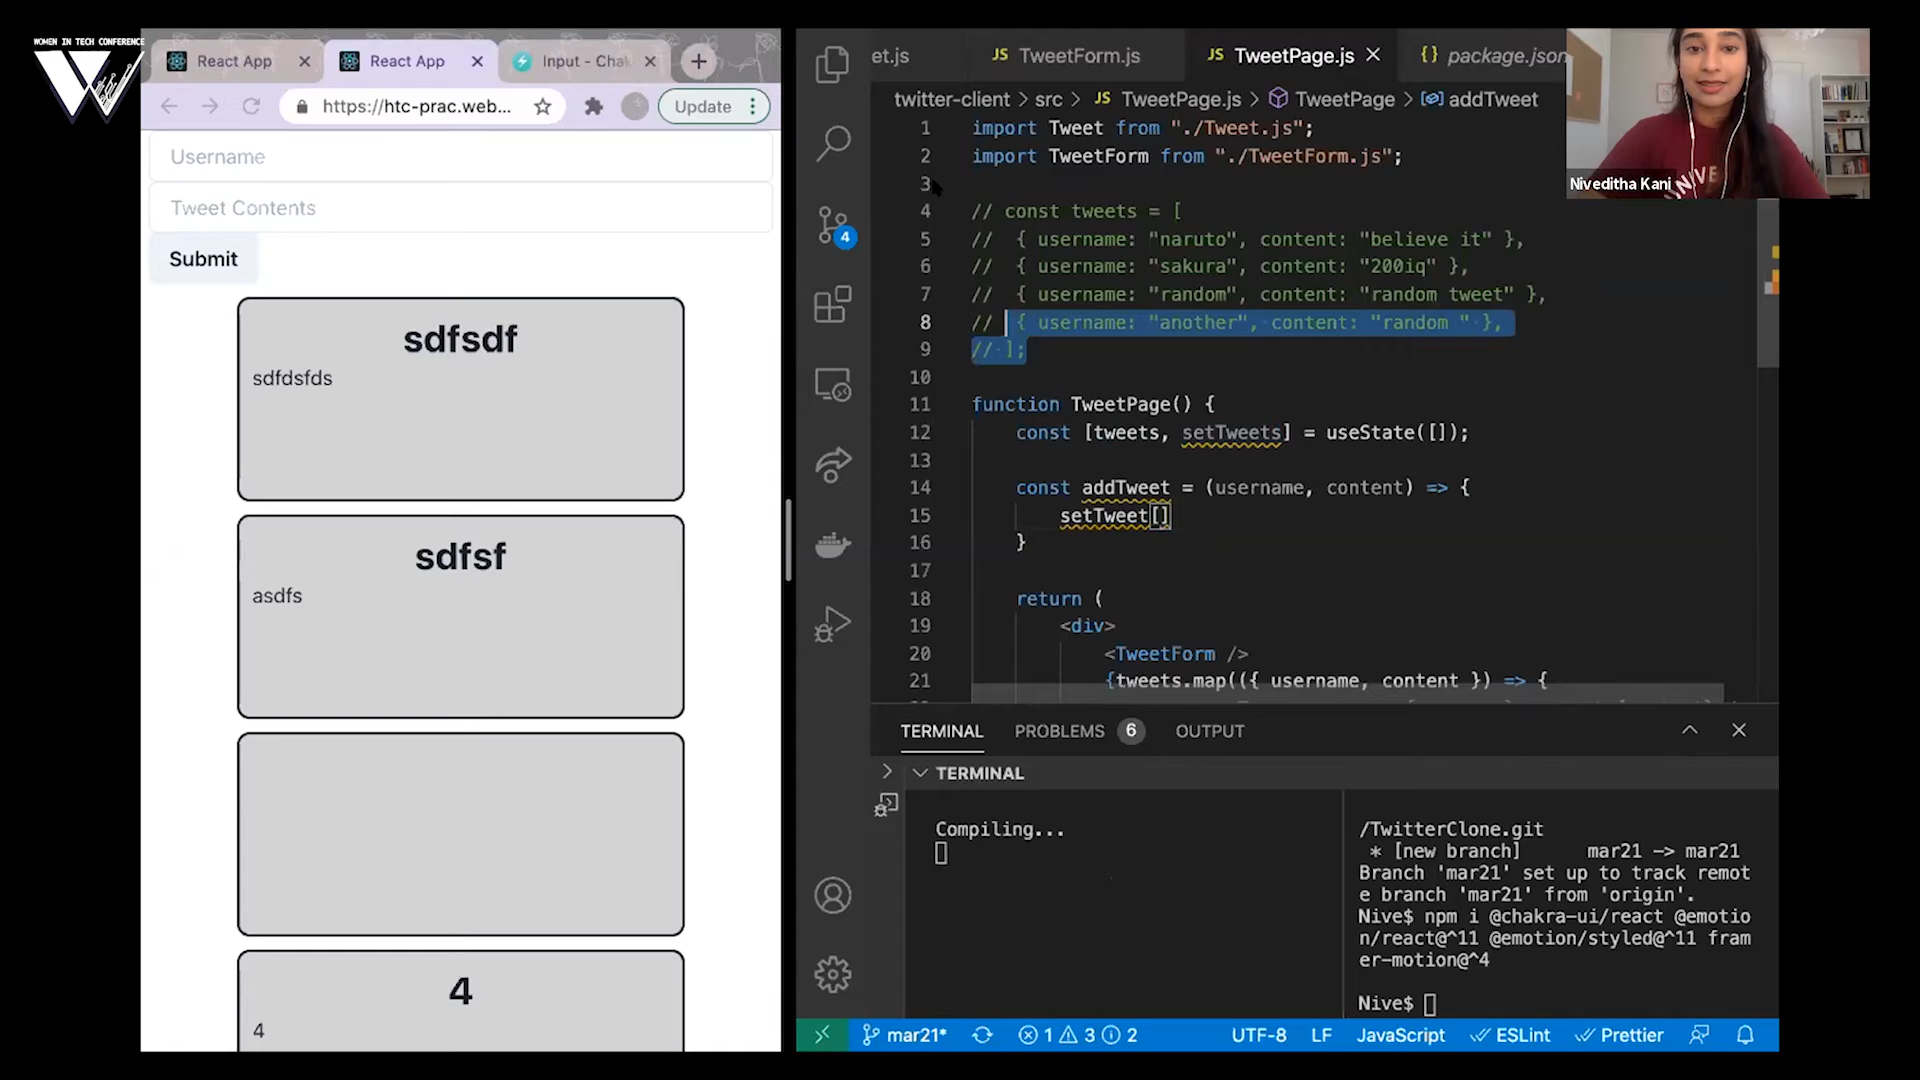 WOMEN IN TECH CONFERENCE
W
React App
React App
Input - Chak
https://htc-prac.web...
Update
Username
Tweet Contents
Submit
sdfsdf
sdfdsfds
sdfsf
asdfs
4
4
et.js
JS TweetForm.js
JS TweetPage.js
{} package.json
twitter-client > src > JS TweetPage.js > TweetPage > addTweet
1 import Tweet from "./Tweet.js";
2 import TweetForm from "./TweetForm.js";
3
4 // const tweets = [
5 //  { username: "naruto", content: "believe it" },
6 //  { username: "sakura", content: "200iq" },
7 //  { username: "random", content: "random tweet" },
8 //  { username: "another", content: "random " },
9 // ];
10
11 function TweetPage() {
12 const [tweets, setTweets] = useState([]);
13
14 const addTweet = (username, content) => {
15 setTweet[]
16 }
17
18 return (
19 <div>
20 <TweetForm />
21 {tweets.map(({ username, content }) => {
4
TERMINAL
PROBLEMS 6
OUTPUT
TERMINAL
Compiling...
/TwitterClone.git
* [new branch] mar21 -> mar21
Branch 'mar21' set up to track remot
e branch 'mar21' from 'origin'.
Nive$ npm i @chakra-ui/react @emotio
n/react@^11 @emotion/styled@^11 fram
er-motion@^4
Nive$
mar21*
1 3 2
UTF-8
LF
JavaScript
ESLint
Prettier
Niveditha Kani
NIVE